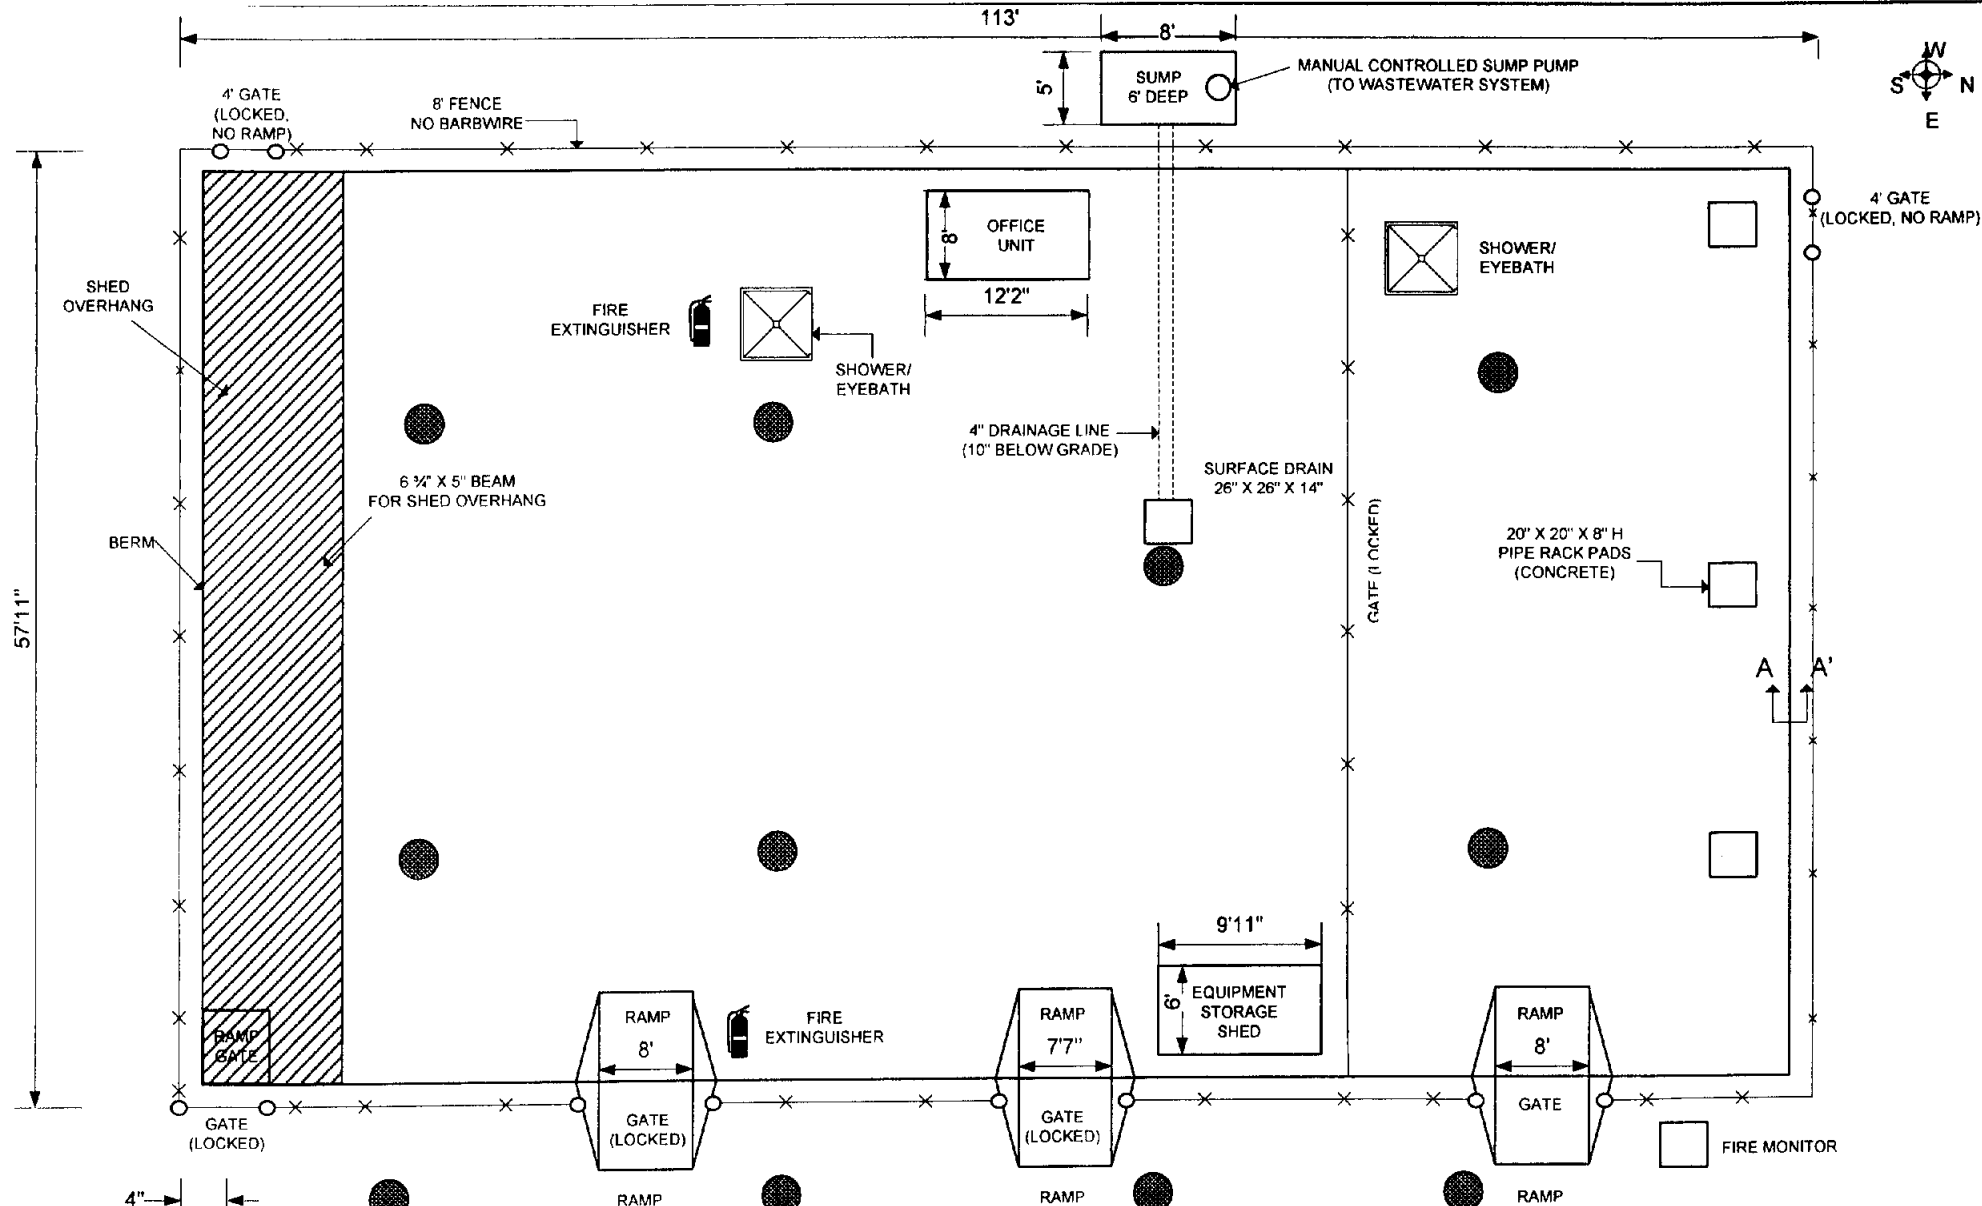 113'
8'
W
S
N
E
5'
SUMP
6' DEEP
MANUAL CONTROLLED SUMP PUMP
(TO WASTEWATER SYSTEM)
4' GATE
(LOCKED,
NO RAMP)
8' FENCE
NO BARBWIRE
4' GATE
(LOCKED, NO RAMP)
8'
OFFICE
UNIT
12'2"
SHOWER/
EYEBATH
SHED
OVERHANG
FIRE
EXTINGUISHER
SHOWER/
EYEBATH
4" DRAINAGE LINE
(10" BELOW GRADE)
SURFACE DRAIN
26" X 26" X 14"
6 ¾" X 5" BEAM
FOR SHED OVERHANG
GATE (LOCKED)
BERM
20" X 20" X 8" H
PIPE RACK PADS
(CONCRETE)
57'11"
A
A'
9'11"
6'
EQUIPMENT
STORAGE
SHED
RAMP
GATE
RAMP
8'
FIRE
EXTINGUISHER
RAMP
7'7"
RAMP
8'
GATE
(LOCKED)
GATE
(LOCKED)
GATE
(LOCKED)
GATE
FIRE MONITOR
4"
RAMP
RAMP
RAMP